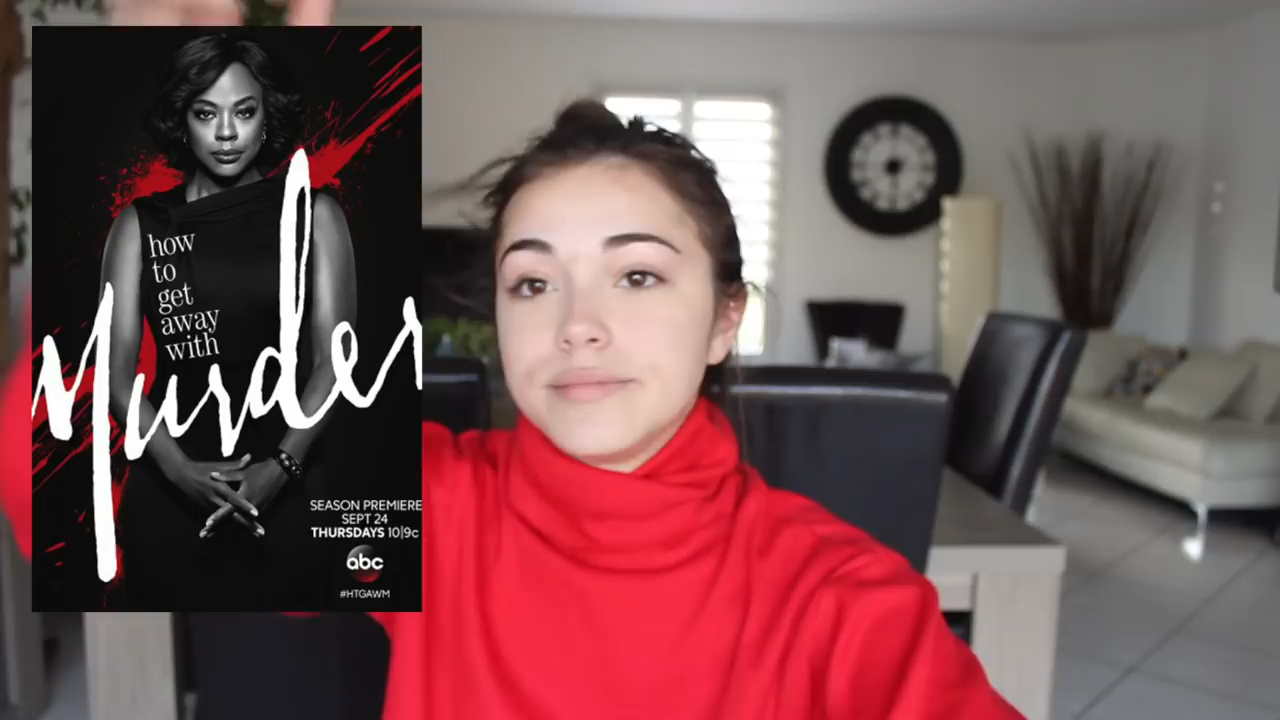 how
to
get
away
with
Murder
SEASON PREMIERE
SEPT 24
THURSDAYS 10|9c
abc
#HTGAWM